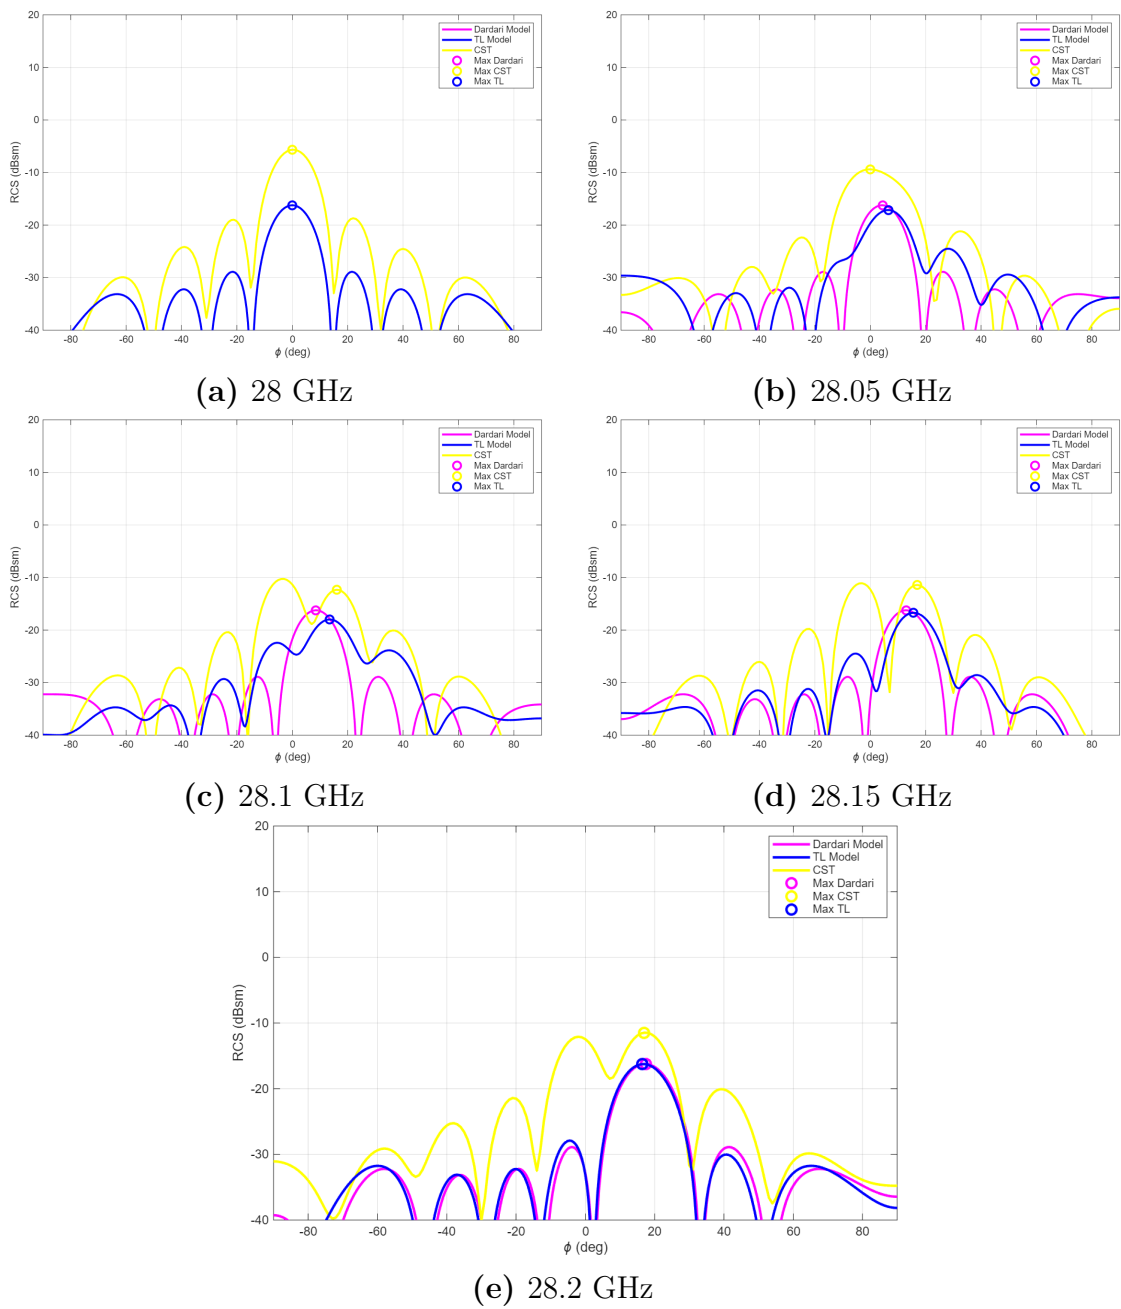 20
10
0
-10
-20
-30
-40
RCS (dBsm)
-80 -60 -40 -20 0 20 40 60 80
ϕ (deg)
Dardari Model
TL Model
CST
Max Dardari
Max CST
Max TL
(a) 28 GHz
20
10
0
-10
-20
-30
-40
RCS (dBsm)
-80 -60 -40 -20 0 20 40 60 80
ϕ (deg)
Dardari Model
TL Model
CST
Max Dardari
Max CST
Max TL
(b) 28.05 GHz
20
10
0
-10
-20
-30
-40
RCS (dBsm)
-80 -60 -40 -20 0 20 40 60 80
ϕ (deg)
Dardari Model
TL Model
CST
Max Dardari
Max CST
Max TL
(c) 28.1 GHz
20
10
0
-10
-20
-30
-40
RCS (dBsm)
-80 -60 -40 -20 0 20 40 60 80
ϕ (deg)
Dardari Model
TL Model
CST
Max Dardari
Max CST
Max TL
(d) 28.15 GHz
20
10
0
-10
-20
-30
-40
RCS (dBsm)
-80 -60 -40 -20 0 20 40 60 80
ϕ (deg)
Dardari Model
TL Model
CST
Max Dardari
Max CST
Max TL
(e) 28.2 GHz